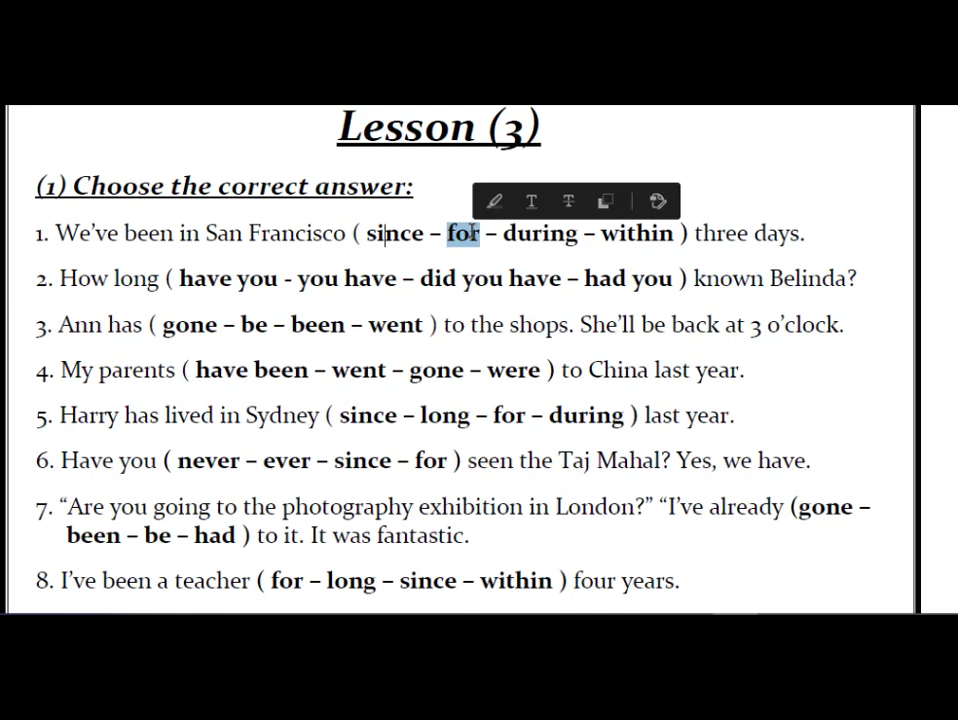 Lesson (3)
(1) Choose the correct answer:
1. We’ve been in San Francisco ( since – for – during – within ) three days.
2. How long ( have you - you have – did you have – had you ) known Belinda?
3. Ann has ( gone – be – been – went ) to the shops. She’ll be back at 3 o’clock.
4. My parents ( have been – went – gone – were ) to China last year.
5. Harry has lived in Sydney ( since – long – for – during ) last year.
6. Have you ( never – ever – since – for ) seen the Taj Mahal? Yes, we have.
7. “Are you going to the photography exhibition in London?” “I’ve already (gone –
been – be – had ) to it. It was fantastic.
8. I’ve been a teacher ( for – long – since – within ) four years.